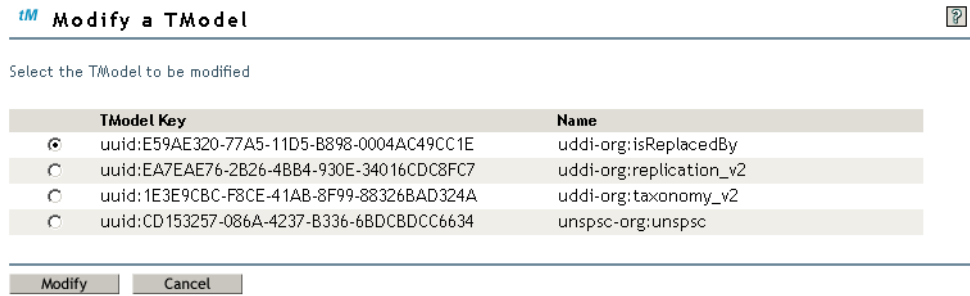 tM Modify a TModel ?
Select the TModel to be modified
TModel Key Name
uuid:E59AE320-77A5-11D5-B898-0004AC49CC1E uddi-org:isReplacedBy
uuid:EA7EAE76-2B26-4BB4-930E-34016CDC8FC7 uddi-org:replication_v2
uuid:1E3E9CBC-F8CE-41AB-8F99-88326BAD324A uddi-org:taxonomy_v2
uuid:CD153257-086A-4237-B336-6BDCBDCC6634 unspsc-org:unspsc
Modify Cancel